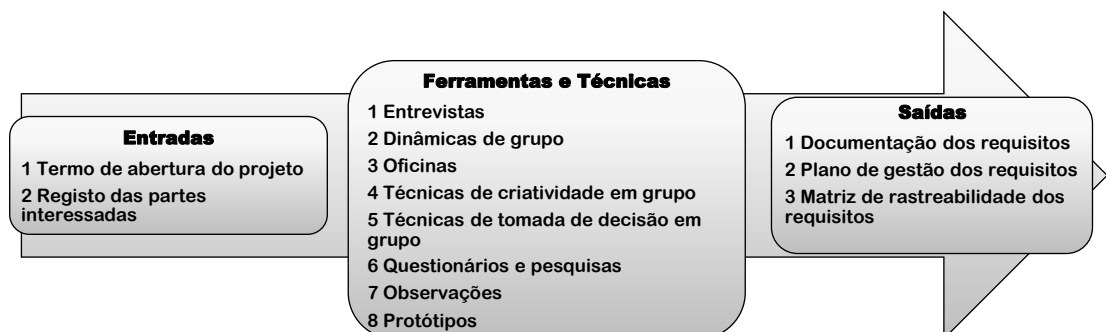 Entradas
1 Termo de abertura do projeto
2 Registo das partes
interessadas
Ferramentas e Técnicas
1 Entrevistas
2 Dinâmicas de grupo
3 Oficinas
4 Técnicas de criatividade em grupo
5 Técnicas de tomada de decisão em
grupo
6 Questionários e pesquisas
7 Observações
8 Protótipos
Saídas
1 Documentação dos requisitos
2 Plano de gestão dos requisitos
3 Matriz de rastreabilidade dos
requisitos